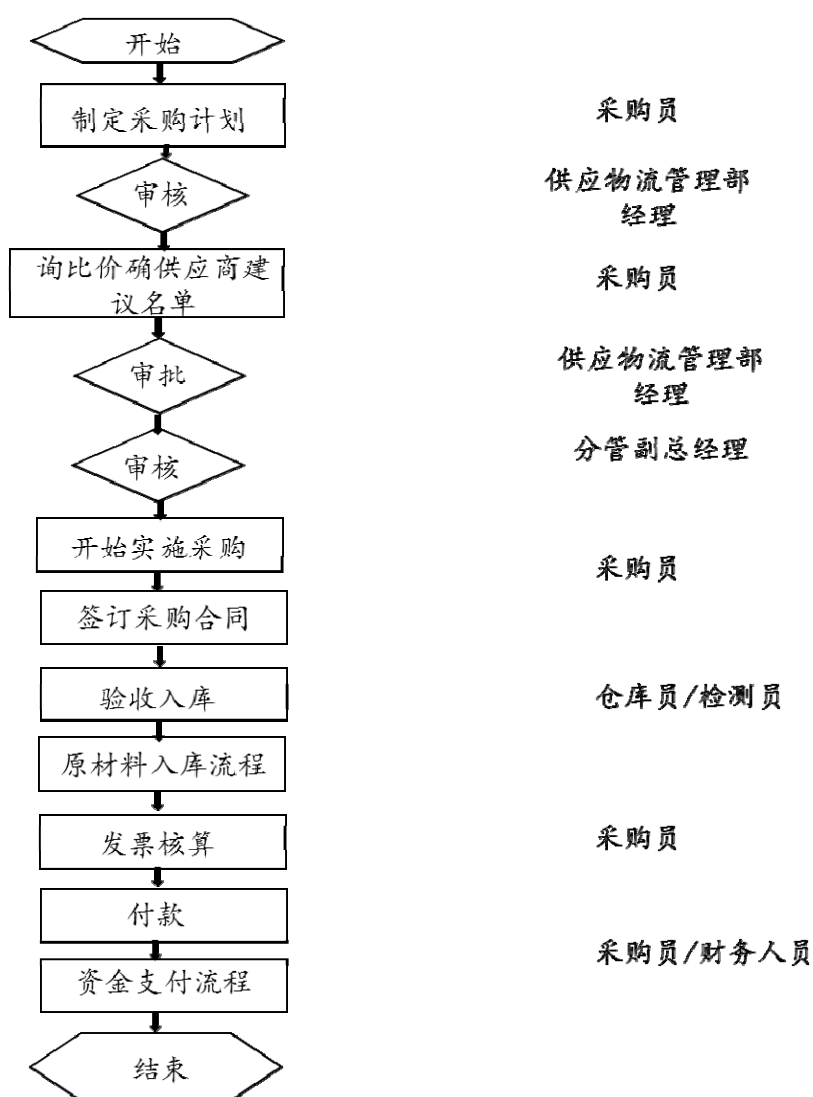 开始
制定采购计划
采购员
审核
供应物流管理部
经理
询比价确供应商建
议名单
采购员
审批
供应物流管理部
经理
审核
分管副总经理
开始实施采购
采购员
签订采购合同
验收入库
仓库员/检测员
原材料入库流程
发票核算
采购员
付款
采购员/财务人员
资金支付流程
结束